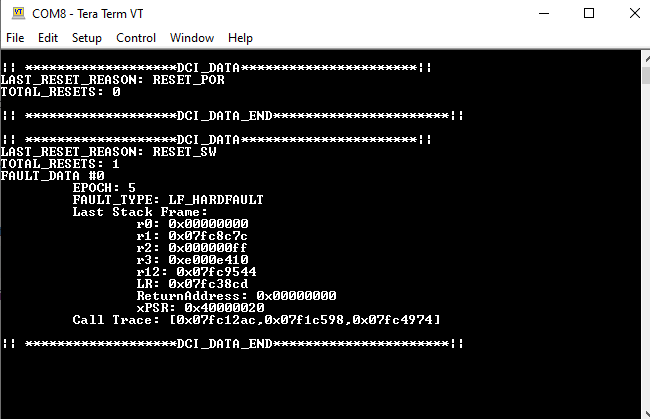 COM8 - Tera Term VT
File Edit Setup Control Window Help
|| ********************DCI_DATA***********************||
LAST_RESET_REASON: RESET_POR
TOTAL_RESETS: 0
|| ********************DCI_DATA_END***********************||
|| ********************DCI_DATA***********************||
LAST_RESET_REASON: RESET_SW
TOTAL_RESETS: 1
FAULT_DATA #0
EPOCH: 5
FAULT_TYPE: LF_HARDFAULT
Last Stack Frame:
r0: 0x00000000
r1: 0x07fc8c7c
r2: 0x000000ff
r3: 0xe000e410
r12: 0x07fc9544
LR: 0x07fc38cd
ReturnAddress: 0x00000000
xPSR: 0x40000020
Call Trace: [0x07fc12ac,0x07f1c598,0x07fc4974]
|| ********************DCI_DATA_END***********************||